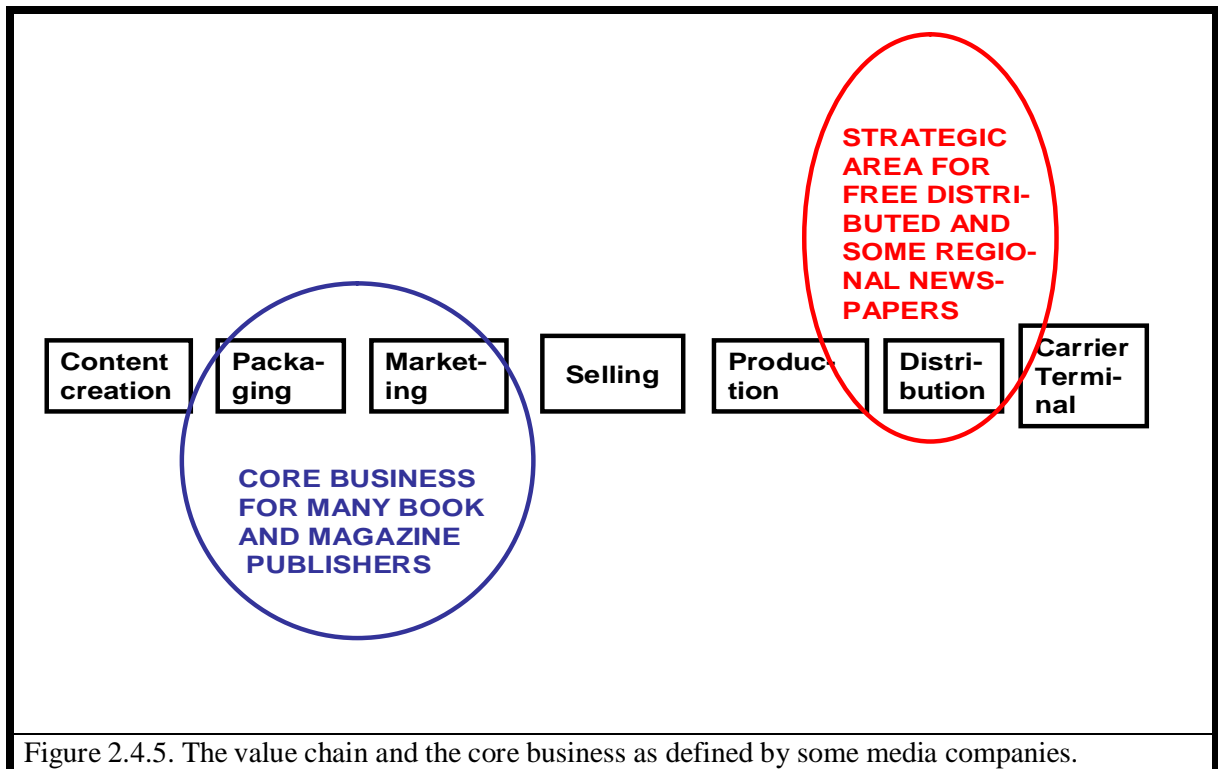 STRATEGIC
AREA FOR
FREE DISTRI-
BUTED AND
SOME REGIO-
NAL NEWS-
PAPERS
Content
creation
Packa-
ging
Market-
ing
Selling
Produc-
tion
Distri-
bution
Carrier
Termi-
nal
CORE BUSINESS
FOR MANY BOOK
AND MAGAZINE
PUBLISHERS
Figure 2.4.5. The value chain and the core business as defined by some media companies.